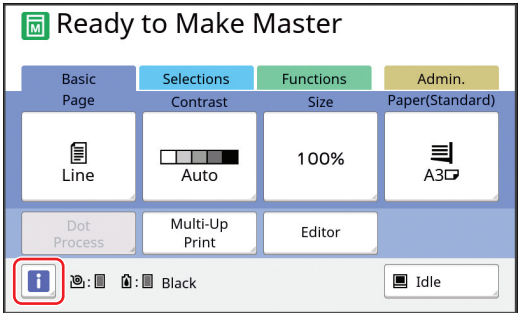 M
Ready to Make Master
Basic
Selections
Functions
Admin.
Page
Contrast
Size
Paper(Standard)
Line
Auto
100%
A3
Dot
Process
Multi-Up
Print
Editor
i
: : Black
Idle